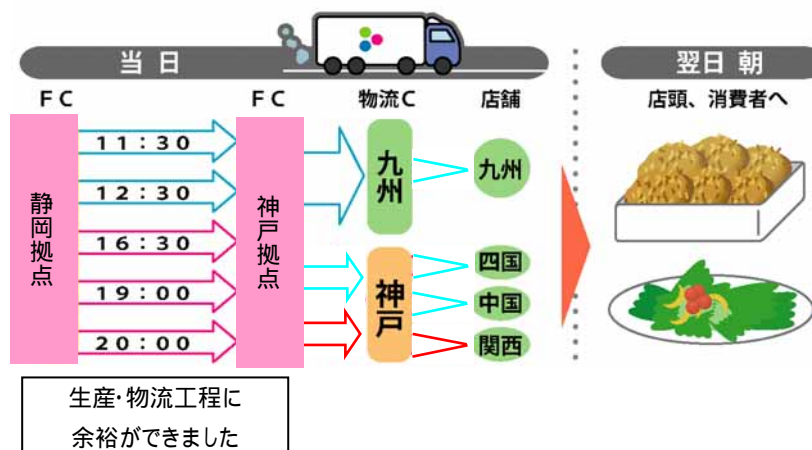 当日
翌日 朝
FC
FC
物流C
店舗
店頭、消費者へ
静岡拠点
11:30
12:30
16:30
19:00
20:00
神戸拠点
九州
神戸
九州
四国
中国
関西
生産・物流工程に
余裕ができました